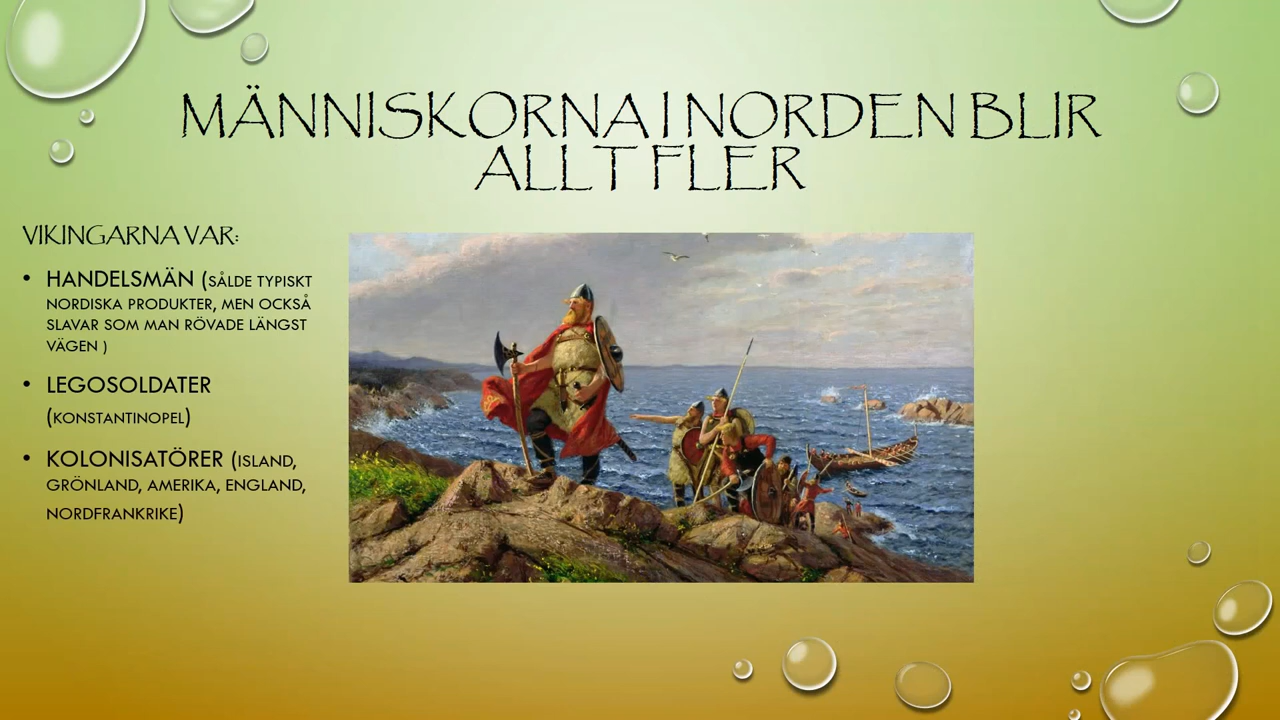 MÄNNISKORNA I NORDEN BLIR
ALLT FLER
VIKINGARNA VAR:
• HANDELSMÄN (SÅLDE TYPISKT
NORDISKA PRODUKTER, MEN OCKSÅ
SLAVAR SOM MAN RÖVADE LÄNGST
VÄGEN )
• LEGOSOLDATER
(KONSTANTINOPEL)
• KOLONISATÖRER (ISLAND,
GRÖNLAND, AMERIKA, ENGLAND,
NORDFRANKRIKE)